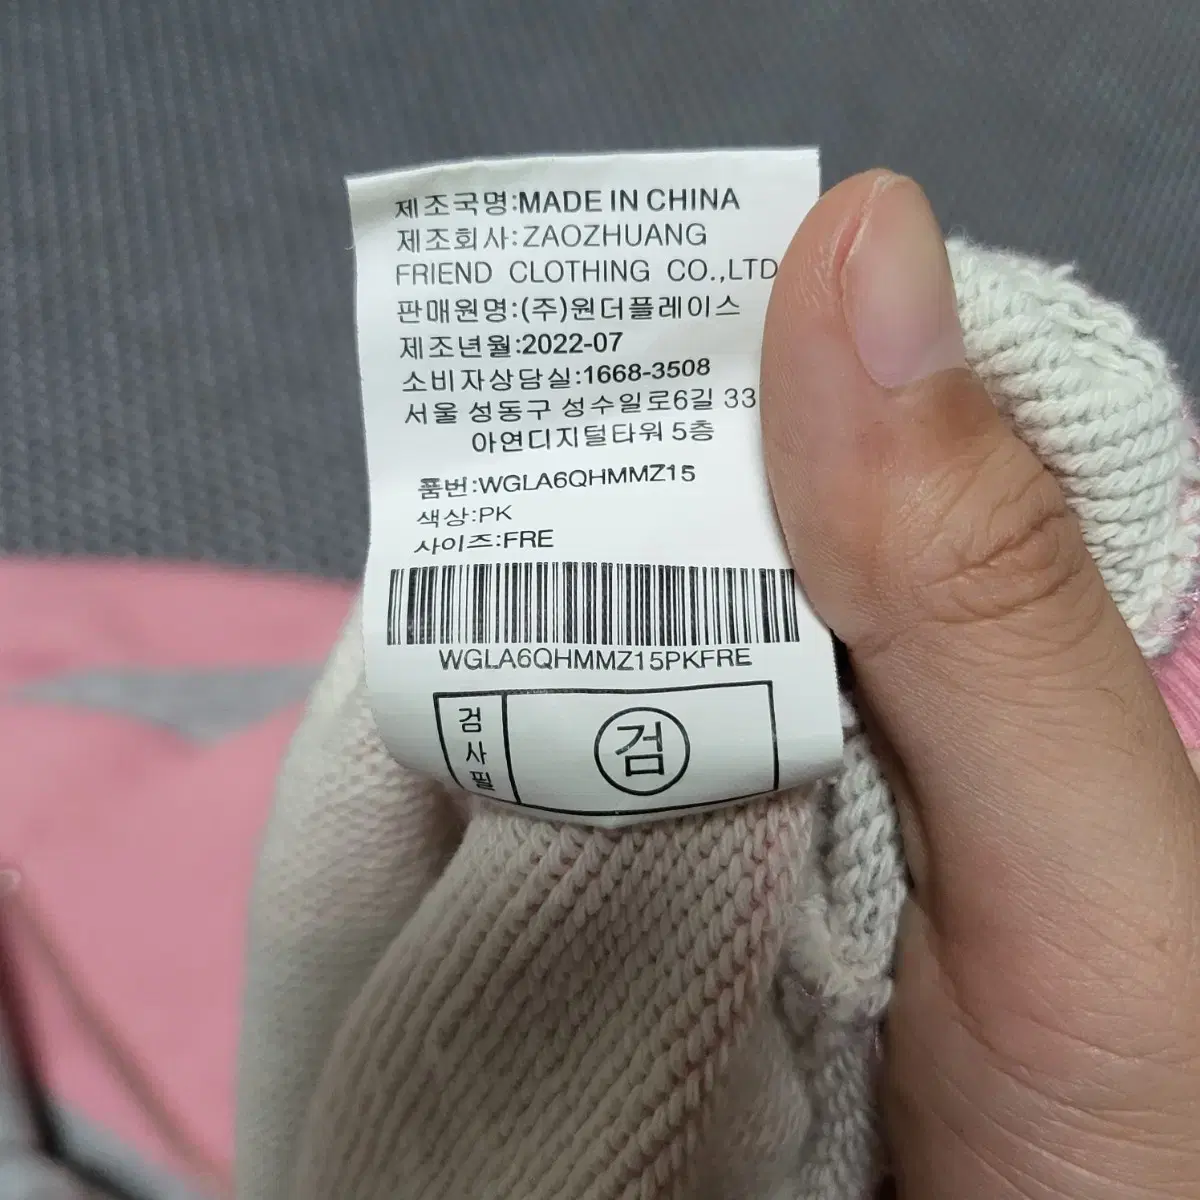 제조국명:MADE IN CHINA
제조회사:ZAOZHUANG
FRIEND CLOTHING CO.,LTD
판매원명:(주)원더플레이스
제조년월:2022-07
소비자상담실:1668-3508
서울 성동구 성수일로6길 33
아연디지털타워 5층
품번:WGLA6QHMMZ15
색상:PK
사이즈:FRE
WGLA6QHMMZ15PKFRE
검사필
검